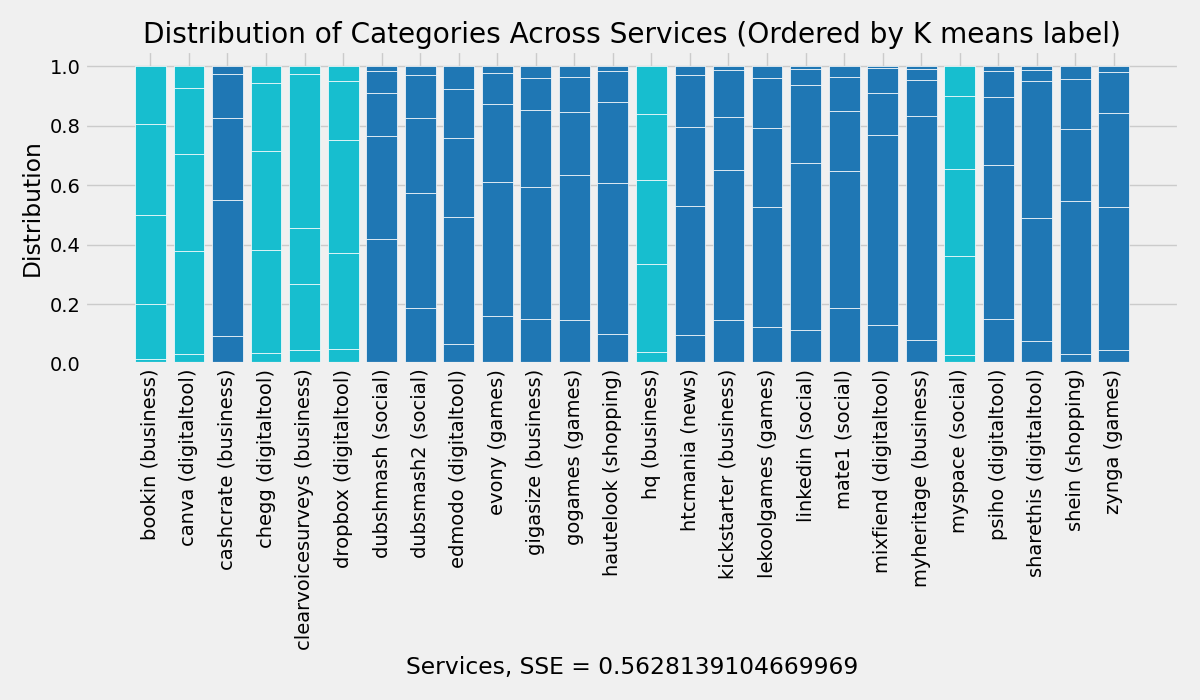 Distribution of Categories Across Services (Ordered by K means label)
Distribution
1.0
0.8
0.6
0.4
0.2
0.0
bookin (business)
canva (digitaltool)
cashcrate (business)
chegg (digitaltool)
clearvoicesurveys (business)
dropbox (digitaltool)
dubshmash (social)
dubsmash2 (social)
edmodo (digitaltool)
evony (games)
gigasize (business)
gogames (games)
hautelook (shopping)
hq (business)
htcmania (news)
kickstarter (business)
lekoolgames (games)
linkedin (social)
mate1 (social)
mixfiend (digitaltool)
myheritage (business)
myspace (social)
psiho (digitaltool)
sharethis (digitaltool)
shein (shopping)
zynga (games)
Services, SSE = 0.5628139104669969